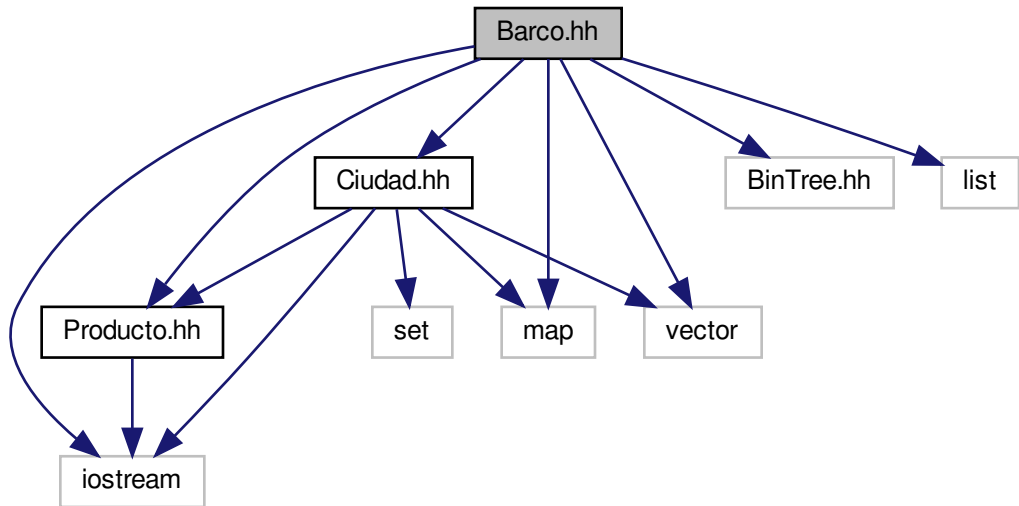 Barco.hh
Ciudad.hh
BinTree.hh
list
Producto.hh
set
map
vector
iostream